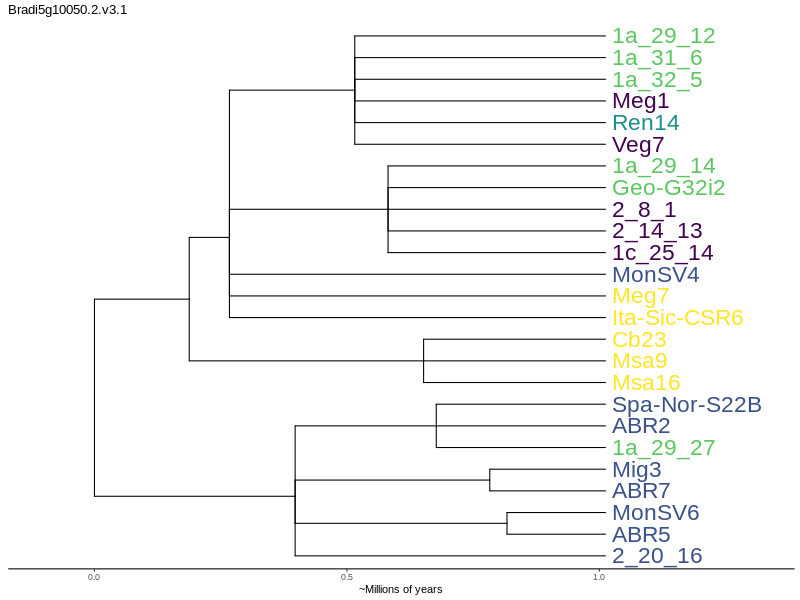 Bradi5g10050.2.v3.1
1a_29_12
1a_31_6
1a_32_5
Meg1
Ren14
Veg7
1a_29_14
Geo-G32i2
2_8_1
2_14_13
1c_25_14
MonSV4
Meg7
Ita-Sic-CSR6
Cb23
Msa9
Msa16
Spa-Nor-S22B
ABR2
1a_29_27
Mig3
ABR7
MonSV6
ABR5
2_20_16
0.0 0.5 1.0
~Millions of years